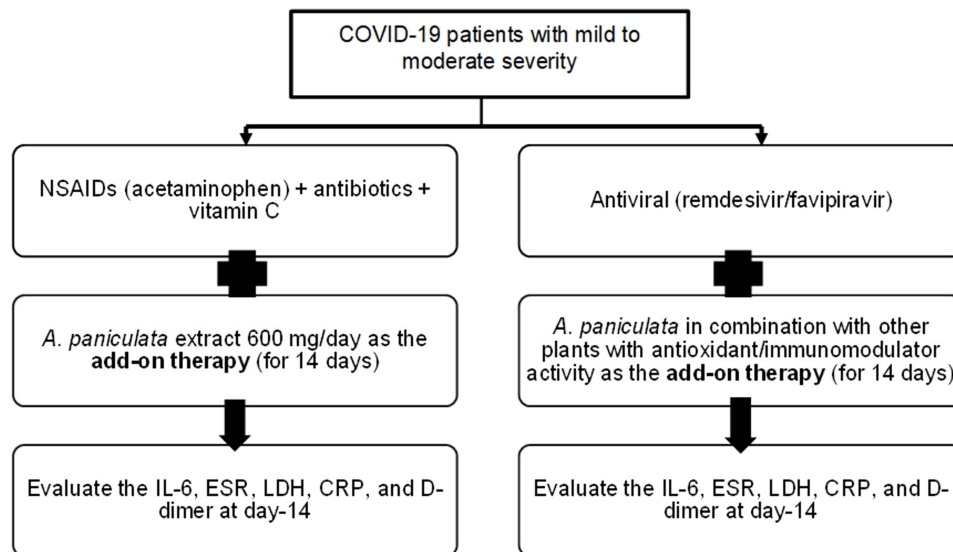 COVID-19 patients with mild to
moderate severity
NSAIDs (acetaminophen) + antibiotics +
vitamin C
Antiviral (remdesivir/favipiravir)
A. paniculata extract 600 mg/day as the
add-on therapy (for 14 days)
A. paniculata in combination with other
plants with antioxidant/immunomodulator
activity as the add-on therapy (for 14 days)
Evaluate the IL-6, ESR, LDH, CRP, and D-
dimer at day-14
Evaluate the IL-6, ESR, LDH, CRP, and D-
dimer at day-14